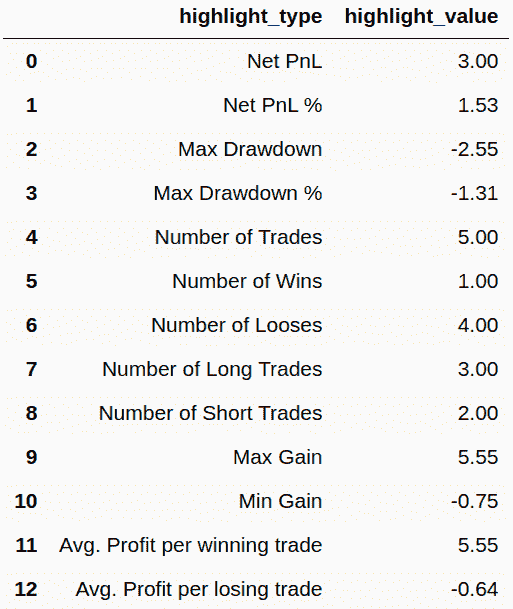 highlight_type highlight_value
0 Net PnL 3.00
1 Net PnL % 1.53
2 Max Drawdown -2.55
3 Max Drawdown % -1.31
4 Number of Trades 5.00
5 Number of Wins 1.00
6 Number of Looses 4.00
7 Number of Long Trades 3.00
8 Number of Short Trades 2.00
9 Max Gain 5.55
10 Min Gain -0.75
11 Avg. Profit per winning trade 5.55
12 Avg. Profit per losing trade -0.64